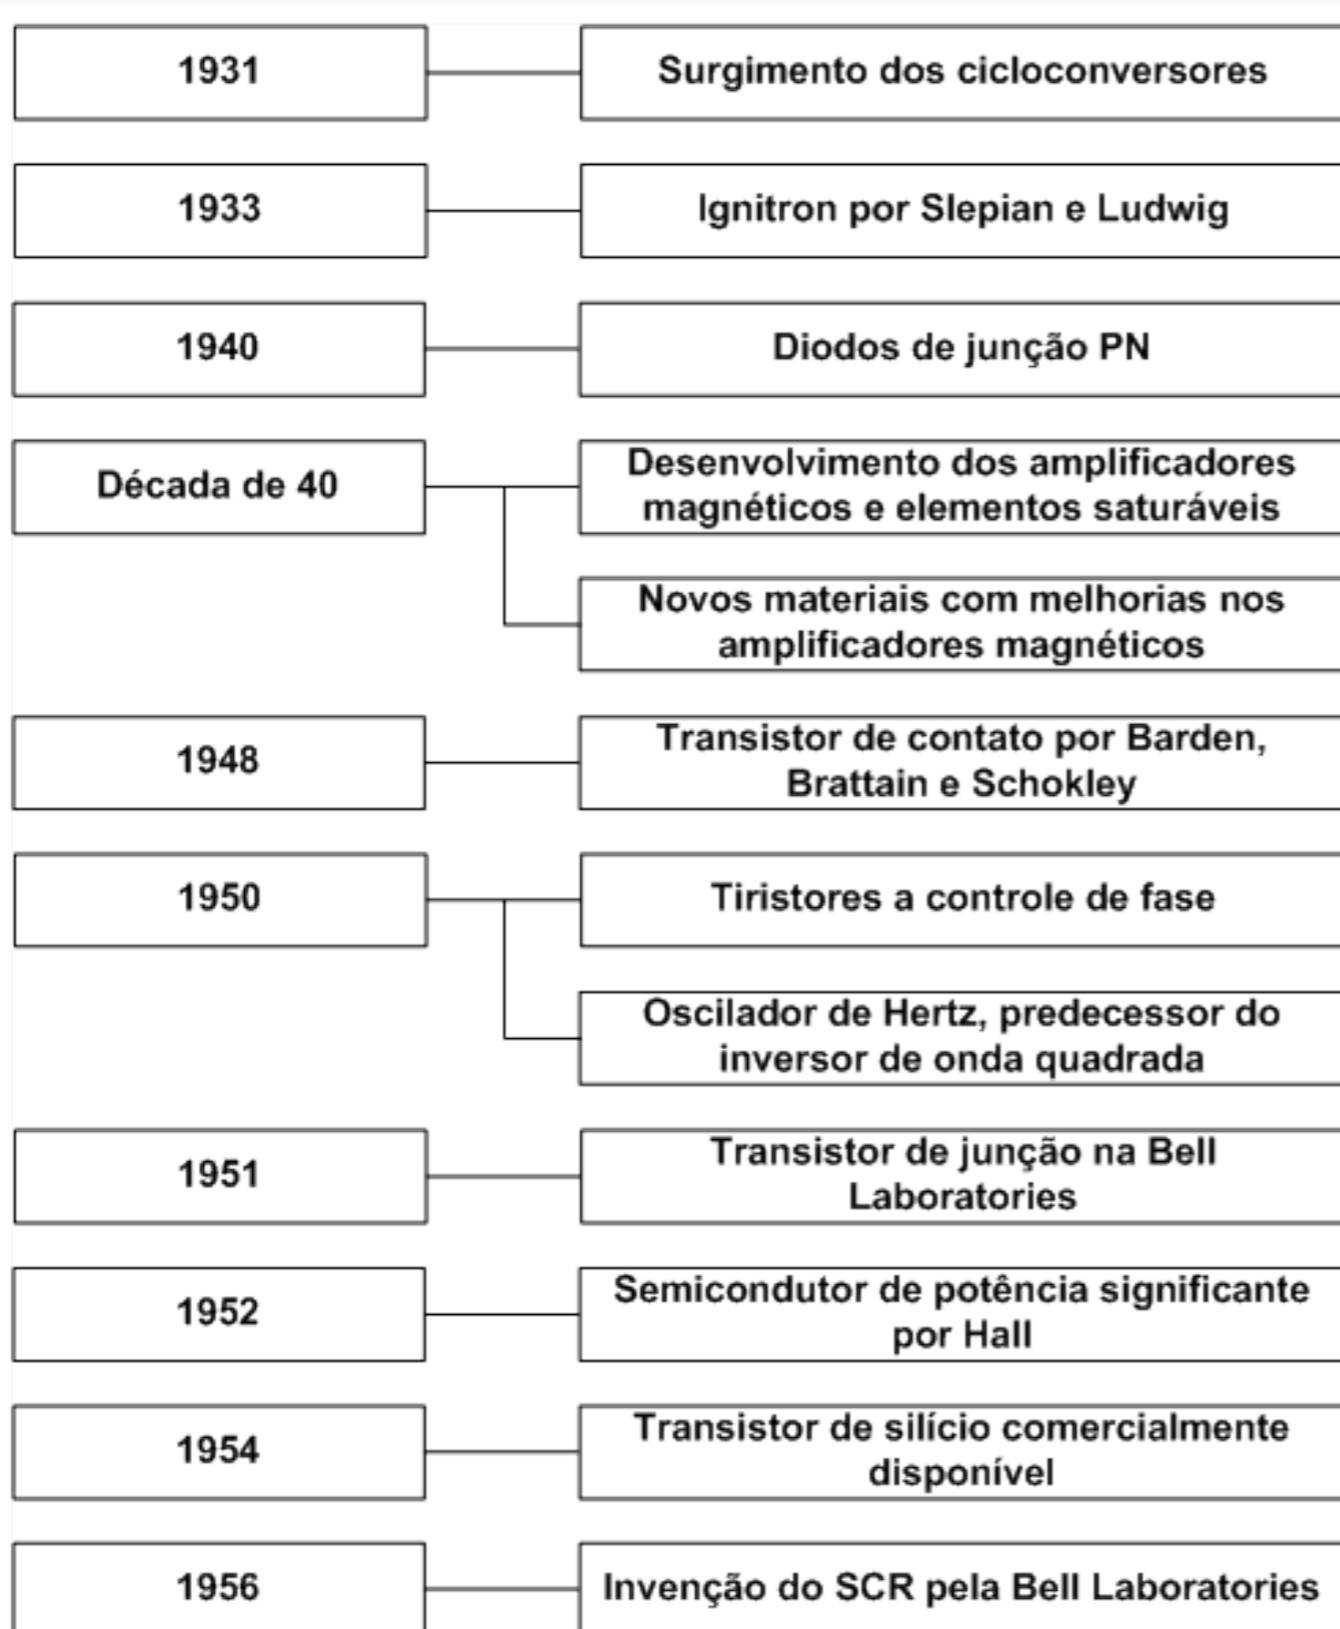 1931
Surgimento dos cicloconversores
1933
Ignitron por Slepian e Ludwig
1940
Diodos de junção PN
Década de 40
Desenvolvimento dos amplificadores
magnéticos e elementos saturáveis
Novos materiais com melhorias nos
amplificadores magnéticos
1948
Transistor de contato por Barden,
Brattain e Schokley
1950
Tiristores a controle de fase
Oscilador de Hertz, predecessor do
inversor de onda quadrada
1951
Transistor de junção na Bell
Laboratories
1952
Semicondutor de potência significante
por Hall
1954
Transistor de silício comercialmente
disponível
1956
Invenção do SCR pela Bell Laboratories